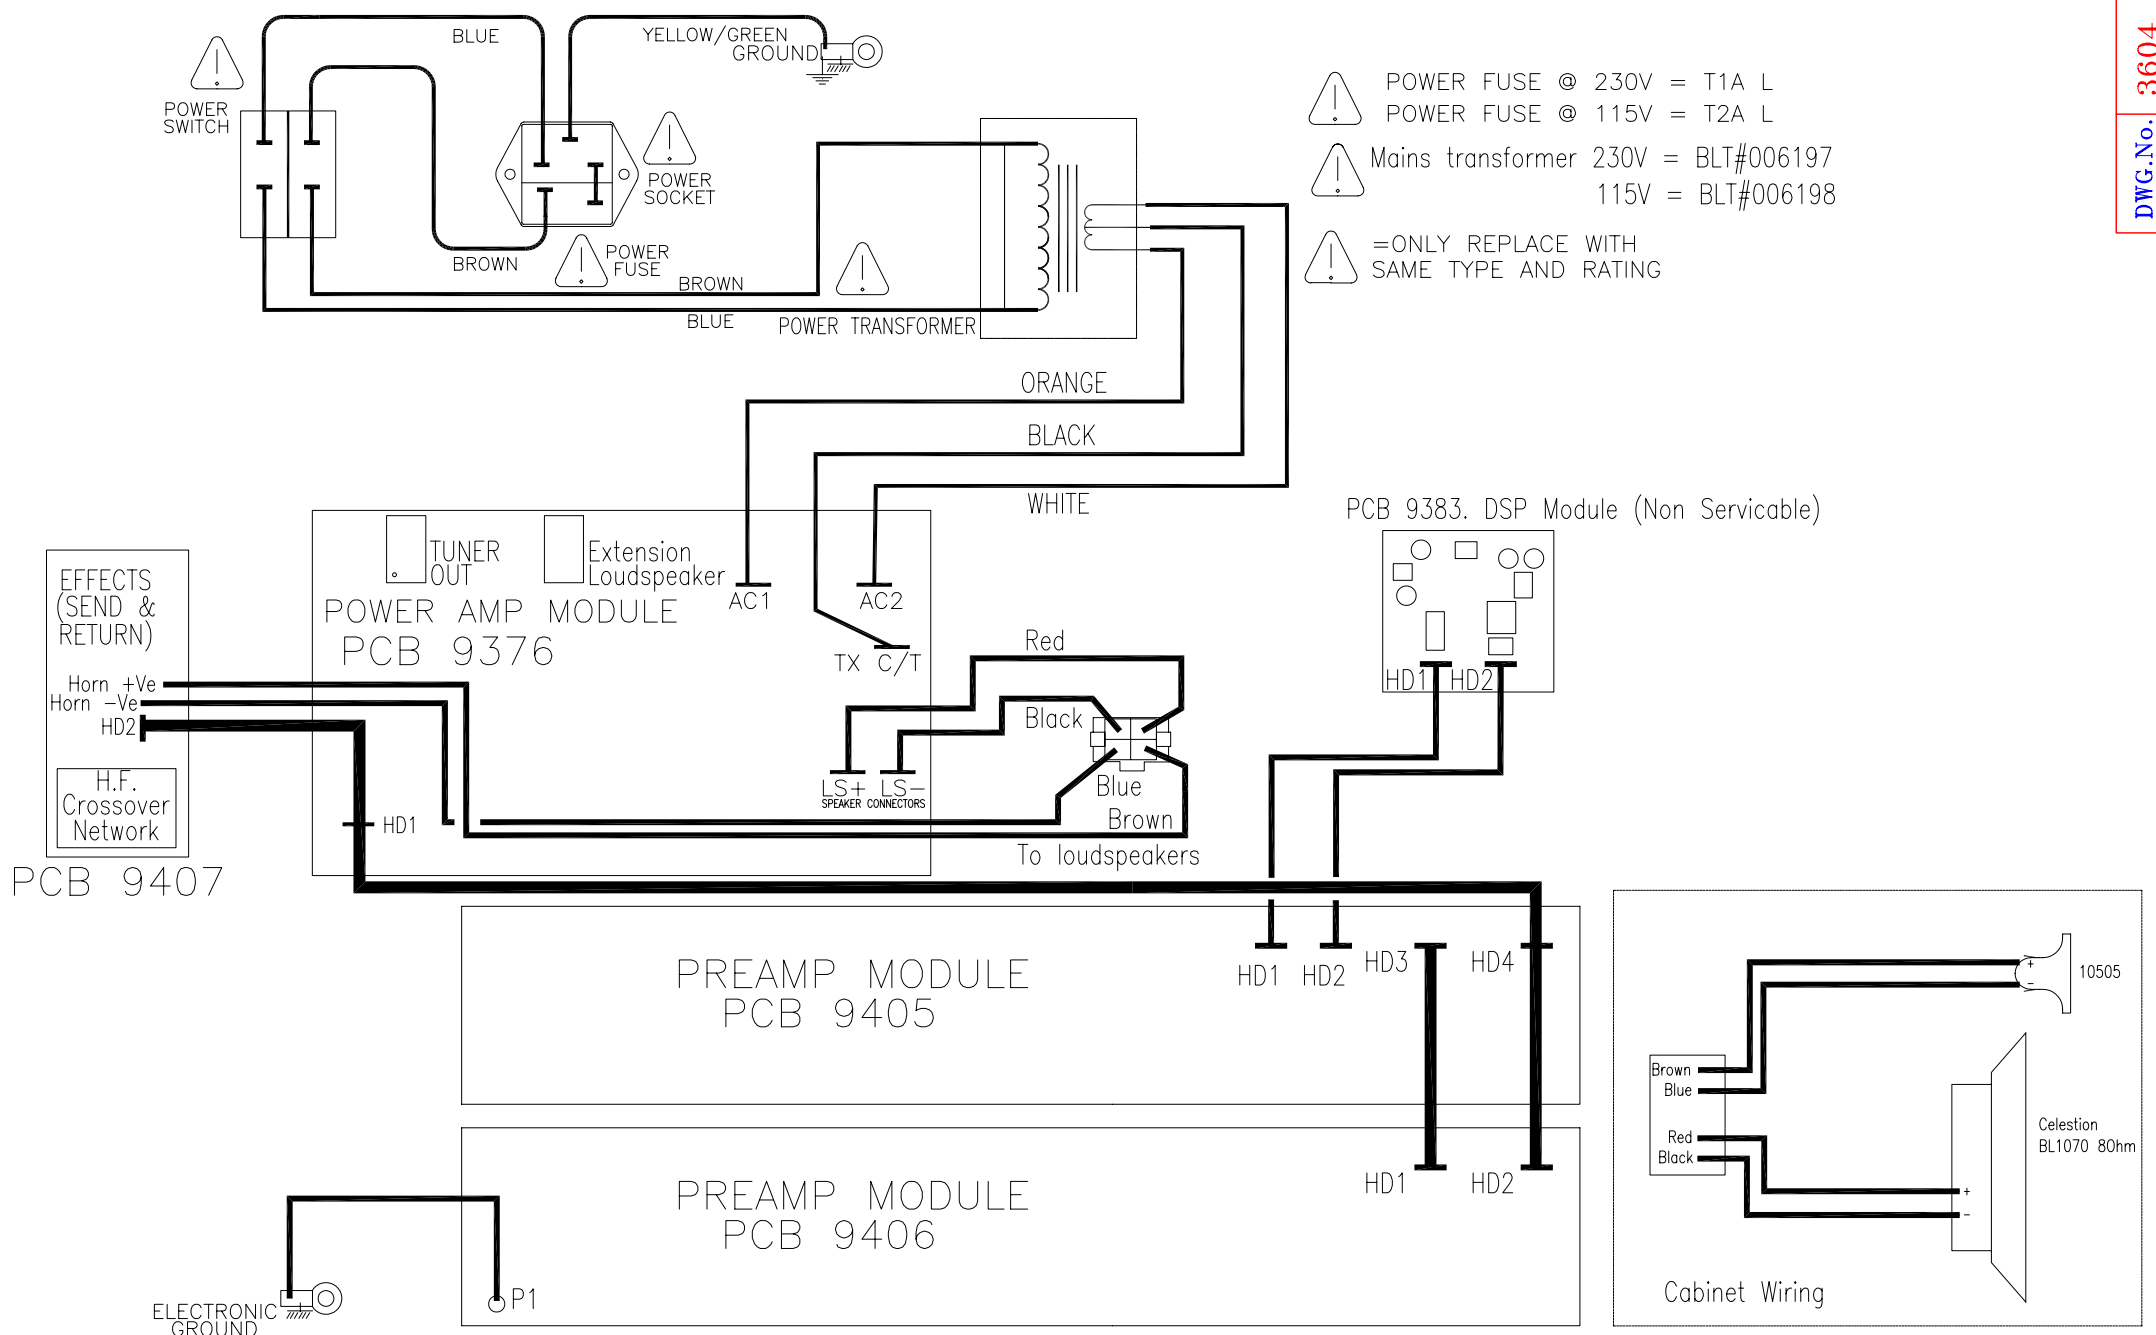 BLUE
YELLOW/GREEN
GROUND
POWER
SWITCH
POWER
SOCKET
POWER
FUSE
BROWN
BROWN
BLUE
POWER TRANSFORMER
POWER FUSE @ 230V = T1A L
POWER FUSE @ 115V = T2A L
Mains transformer 230V = BLT#006197
115V = BLT#006198
=ONLY REPLACE WITH
SAME TYPE AND RATING
DWG.No. 3604
ORANGE
BLACK
WHITE
PCB 9383. DSP Module (Non Servicable)
HD1 HD2
TUNER
OUT
Extension
Loudspeaker
AC1
AC2
POWER AMP MODULE
PCB 9376
TX C/T
EFFECTS
(SEND &
RETURN)
Horn +Ve
Horn -Ve
HD2
H.F.
Crossover
Network
PCB 9407
HD1
Red
Black
LS+ LS-
SPEAKER CONNECTORS
Blue
Brown
To loudspeakers
PREAMP MODULE
PCB 9405
HD1 HD2 HD3 HD4
PREAMP MODULE
PCB 9406
HD1 HD2
P1
ELECTRONIC
GROUND
+
-
10505
Brown
Blue
Red
Black
Celestion
BL1070 8Ohm
+
-
Cabinet Wiring